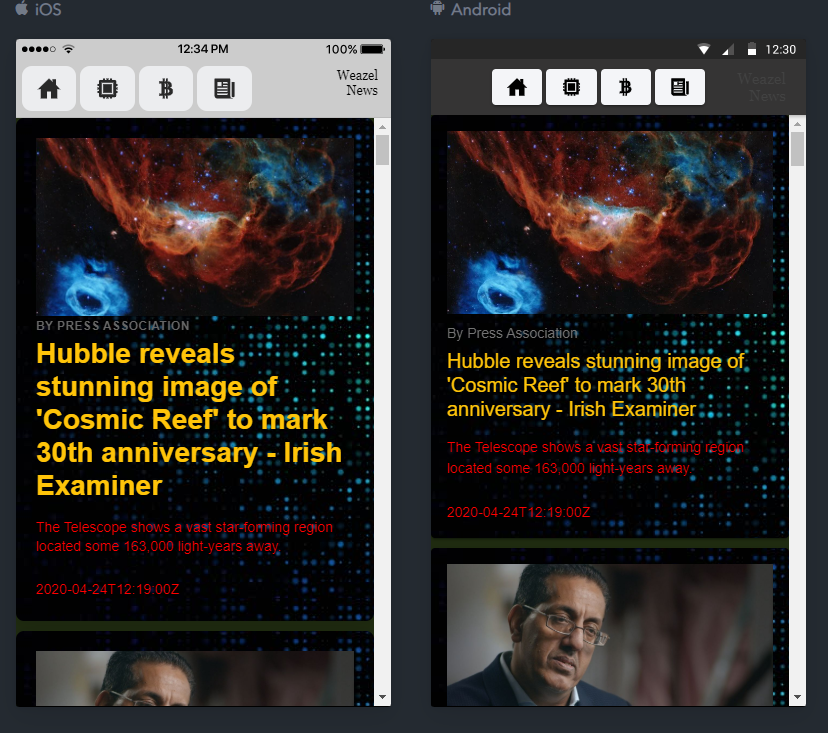 iOS
12:34 PM
100%
Weazel
News
BY PRESS ASSOCIATION
Hubble reveals
stunning image of
'Cosmic Reef' to mark
30th anniversary - Irish
Examiner
The Telescope shows a vast star-forming region
located some 163,000 light-years away.
2020-04-24T12:19:00Z
Android
12:30
Weazel
News
By Press Association
Hubble reveals stunning image of
'Cosmic Reef' to mark 30th
anniversary - Irish Examiner
The Telescope shows a vast star-forming region
located some 163,000 light-years away.
2020-04-24T12:19:00Z